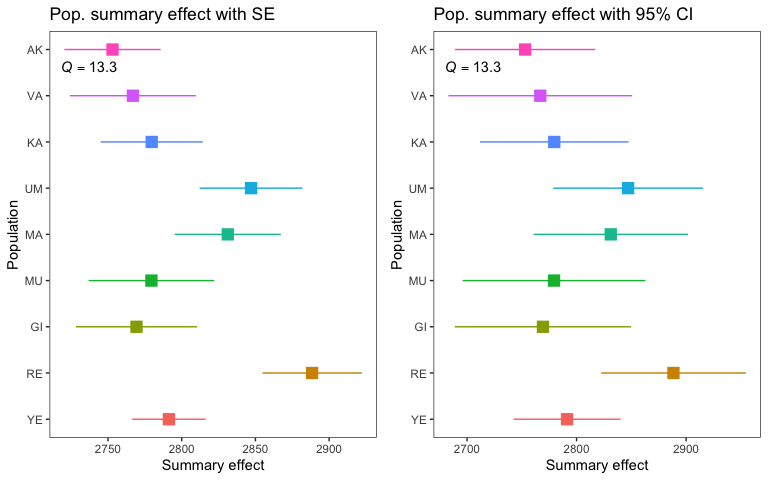 Pop. summary effect with SE
AK
Q = 13.3
VA
KA
UM
MA
MU
GI
RE
YE
Population
2750 2800 2850 2900
Summary effect
Pop. summary effect with 95% CI
AK
Q = 13.3
VA
KA
UM
MA
MU
GI
RE
YE
Population
2700 2800 2900
Summary effect